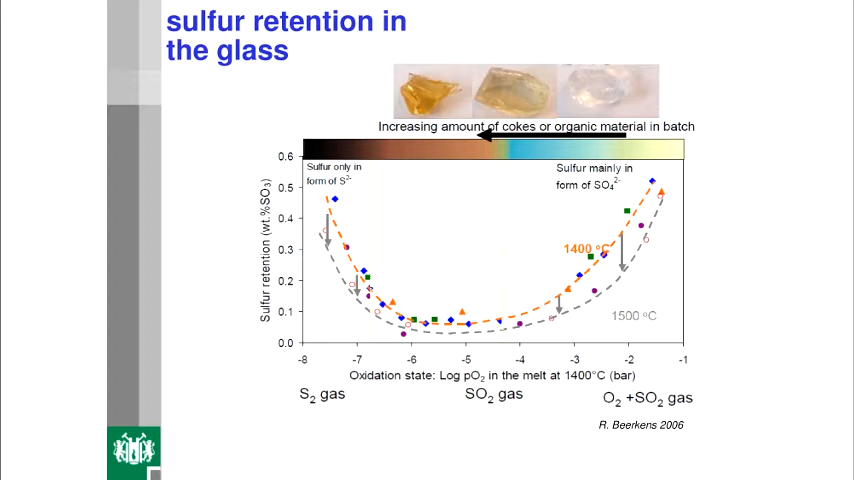 sulfur retention in
the glass
Increasing amount of cokes or organic material in batch
Sulfur only in
form of S²⁻
Sulfur mainly in
form of SO₄²⁻
Sulfur retention (wt.%SO₃)
0.6
0.5
0.4
0.3
0.2
0.1
0.0
1400 °C
1500 °C
-8 -7 -6 -5 -4 -3 -2 -1
Oxidation state: Log pO₂ in the melt at 1400°C (bar)
S₂ gas SO₂ gas O₂ +SO₂ gas
R. Beerkens 2006